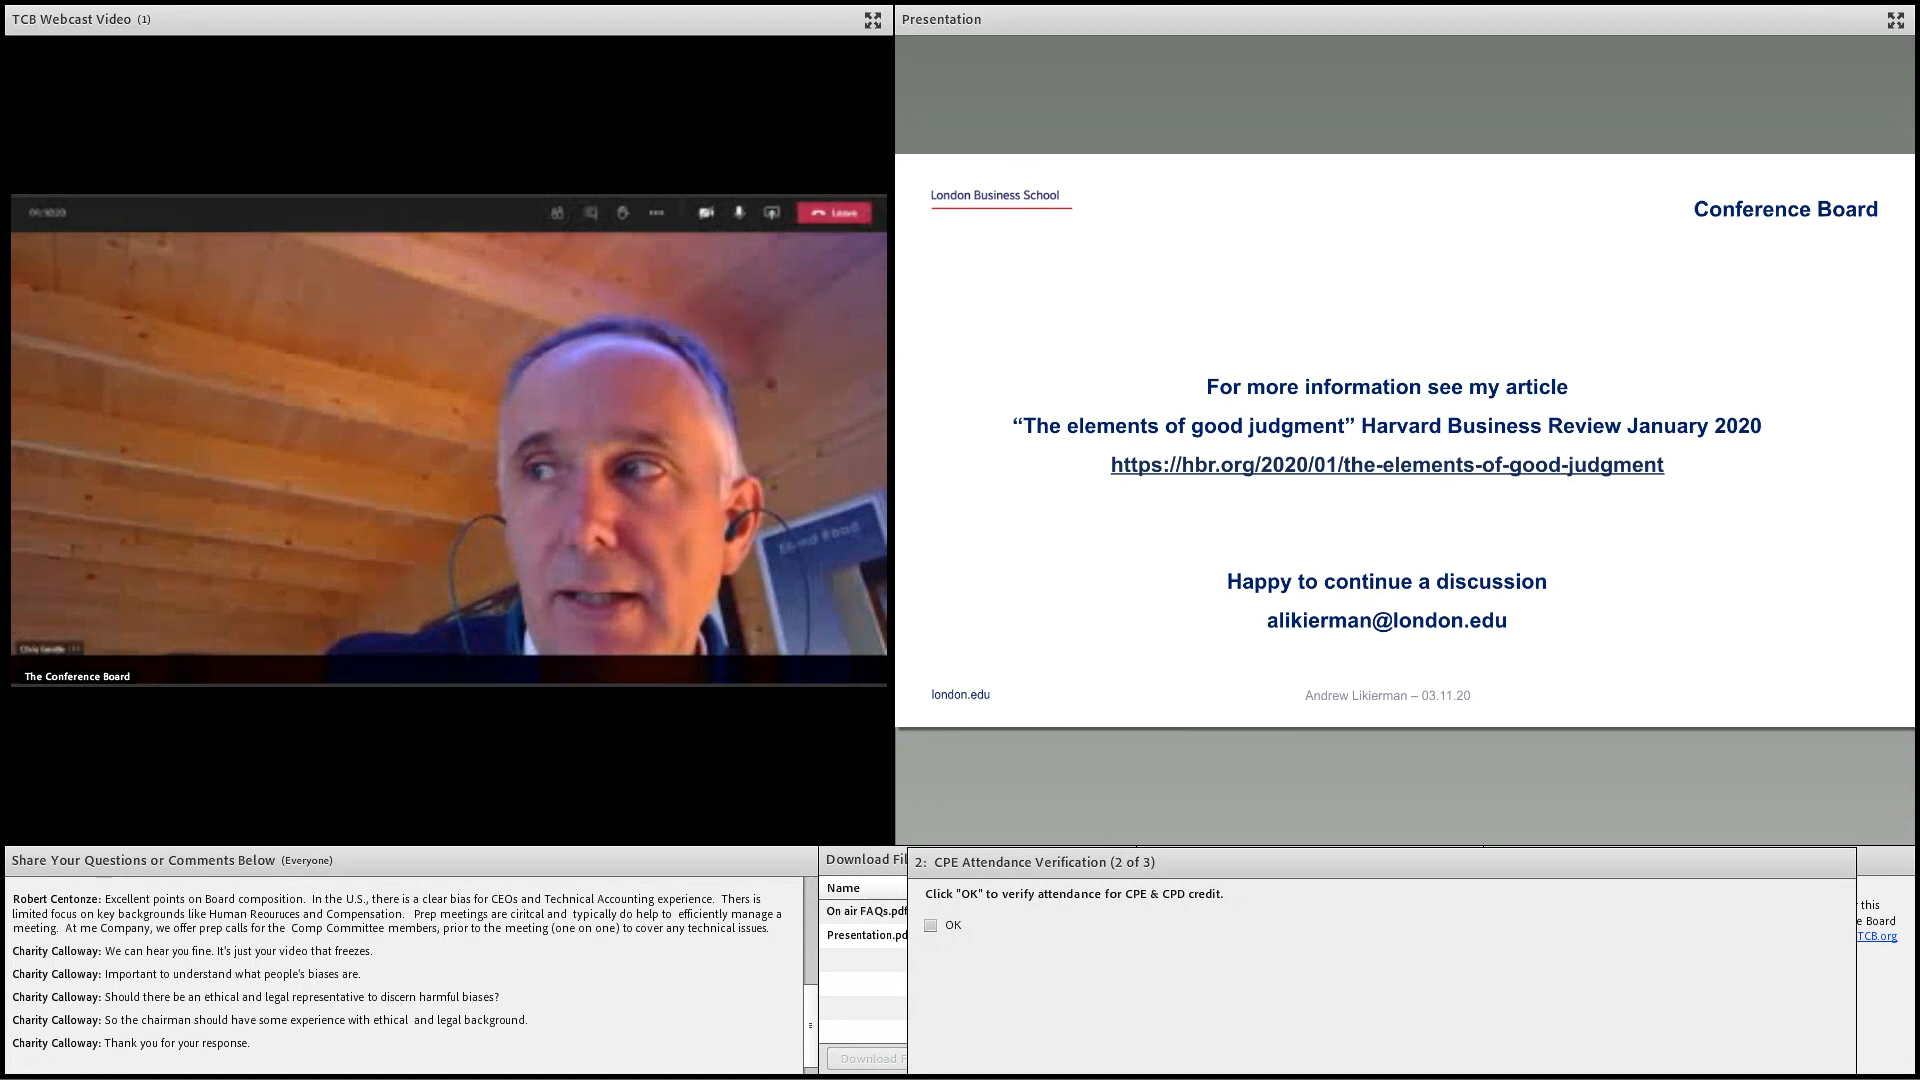 TCB Webcast Video (1)
Leave
The Conference Board
Presentation
London Business School
Conference Board
For more information see my article
“The elements of good judgment” Harvard Business Review January 2020
https://hbr.org/2020/01/the-elements-of-good-judgment
Happy to continue a discussion
alikierman@london.edu
london.edu
Andrew Likierman – 03.11.20
Share Your Questions or Comments Below (Everyone)
Robert Centonze: Excellent points on Board composition. In the U.S., there is a clear bias for CEOs and Technical Accounting experience. There is
limited focus on key backgrounds like Human Reouruces and Compensation. Prep meetings are ciritcal and typically do help to efficiently manage a
meeting. At me Company, we offer prep calls for the Comp Committee members, prior to the meeting (one on one) to cover any technical issues.
Charity Calloway: We can hear you fine. It's just your video that freezes.
Charity Calloway: Important to understand what people's biases are.
Charity Calloway: Should there be an ethical and legal representative to discern harmful biases?
Charity Calloway: So the chairman should have some experience with ethical and legal background.
Charity Calloway: Thank you for your response.
Download Fil
Name
On air FAQs.pdf
Presentation.pd
Download F
2: CPE Attendance Verification (2 of 3)
Click "OK" to verify attendance for CPE & CPD credit.
OK
this
e Board
TCB.org